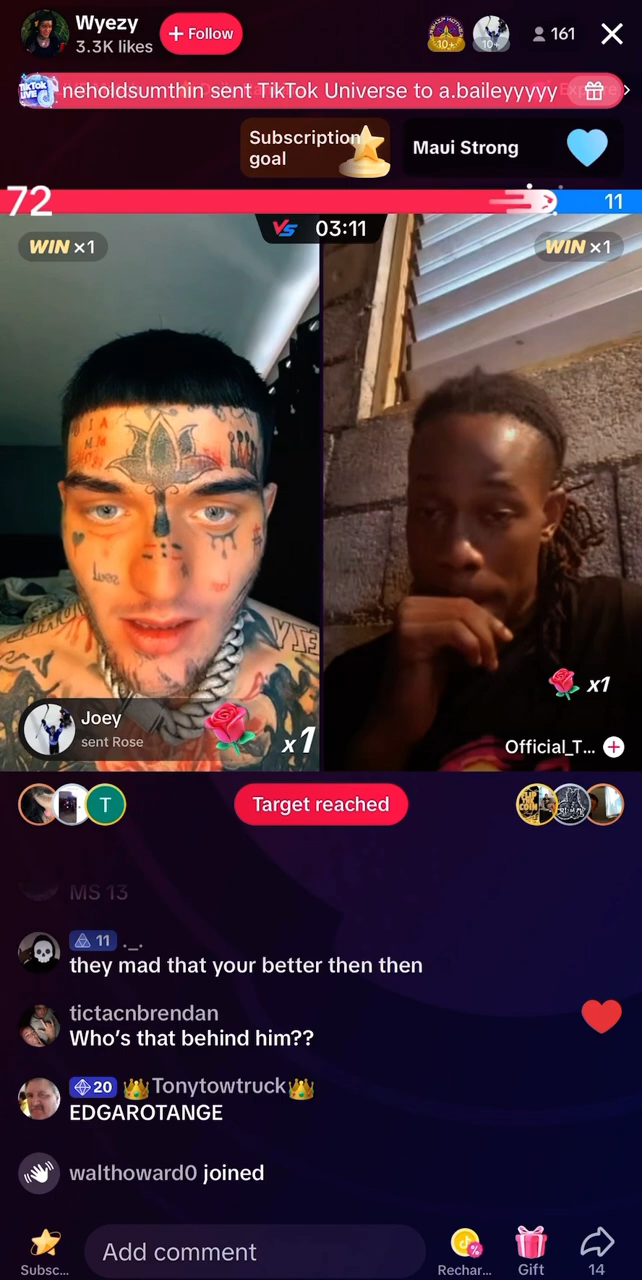 Wyezy
3.3K likes
+ Follow
10+
10+
161
neholdsumthin sent TikTok Universe to a.baileyyyyy
Subscription goal
Maui Strong
72
11
VS 03:11
WIN x1
WIN x1
Joey
sent Rose
x1
x1
Official_T...
Target reached
T
MS 13
11 ._.
they mad that your better then then
tictacnbrendan
Who's that behind him??
20 👑Tonytowtruck👑
EDGAROTANGE
walthoward0 joined
Add comment
Subsc...
Rechar...
Gift
14